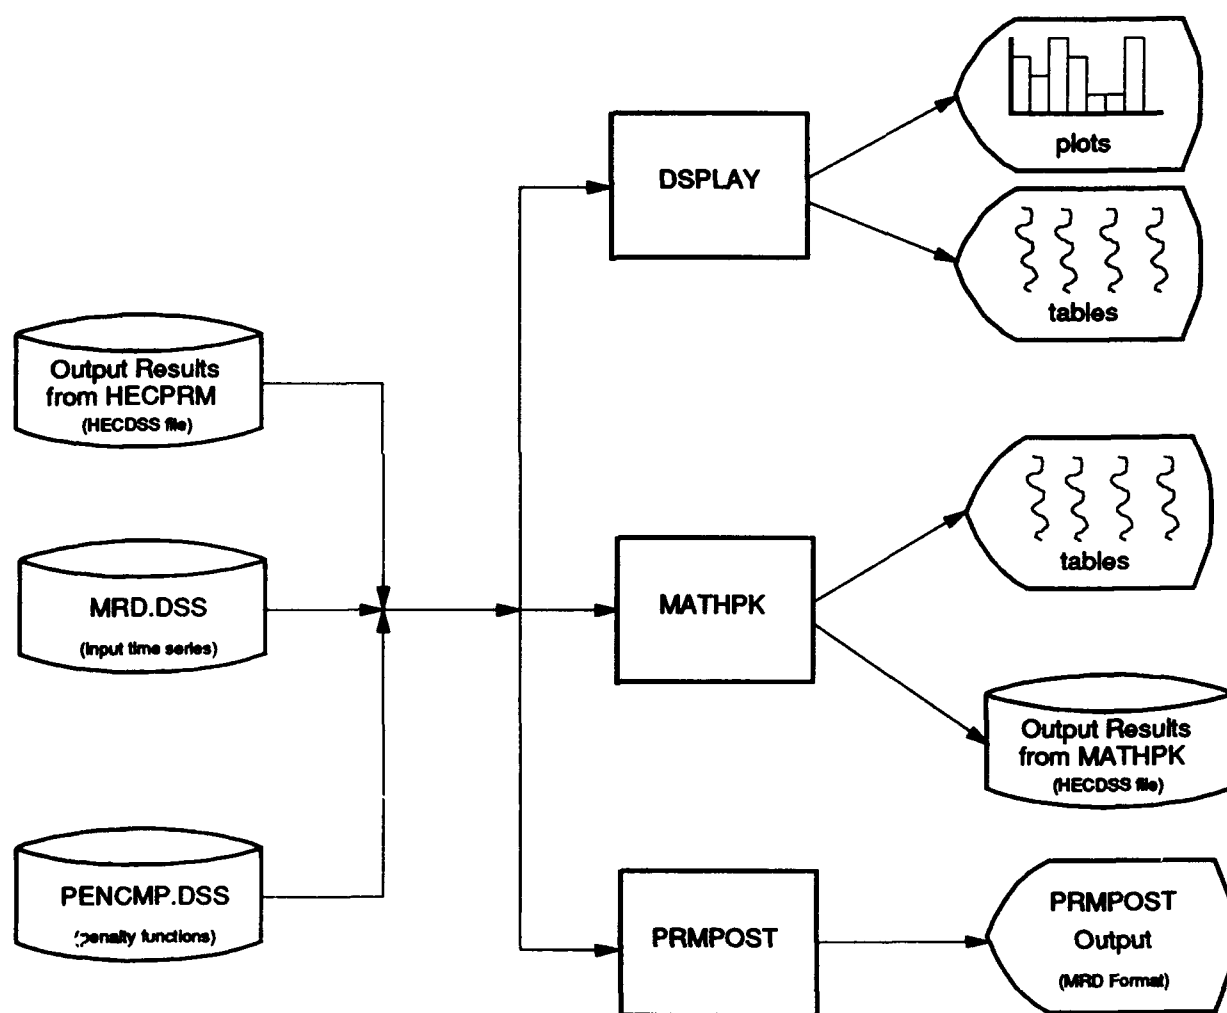 plots
DSPLAY
tables
Output Results
from HECPRM
(HECDSS file)
tables
MRD.DSS
(input time series)
MATHPK
Output Results
from MATHPK
(HECDSS file)
PENCMP.DSS
(penalty functions)
PRMPOST
PRMPOST
Output
(MRD Format)